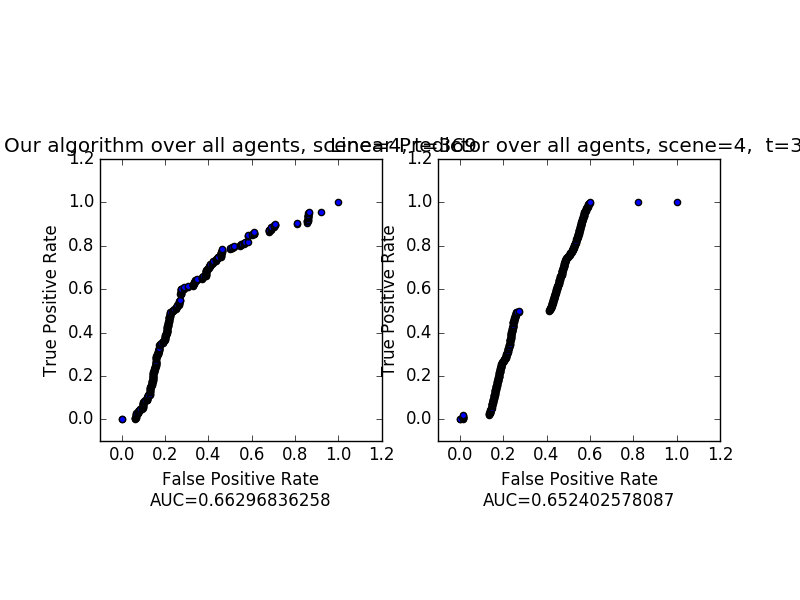 Our algorithm over all agents, scene=4, t=369
Linear Predictor over all agents, scene=4, t=3
1.2
1.0
0.8
0.6
0.4
0.2
0.0
True Positive Rate
0.0 0.2 0.4 0.6 0.8 1.0 1.2
False Positive Rate
AUC=0.66296836258
1.2
1.0
0.8
0.6
0.4
0.2
0.0
True Positive Rate
0.0 0.2 0.4 0.6 0.8 1.0 1.2
False Positive Rate
AUC=0.652402578087